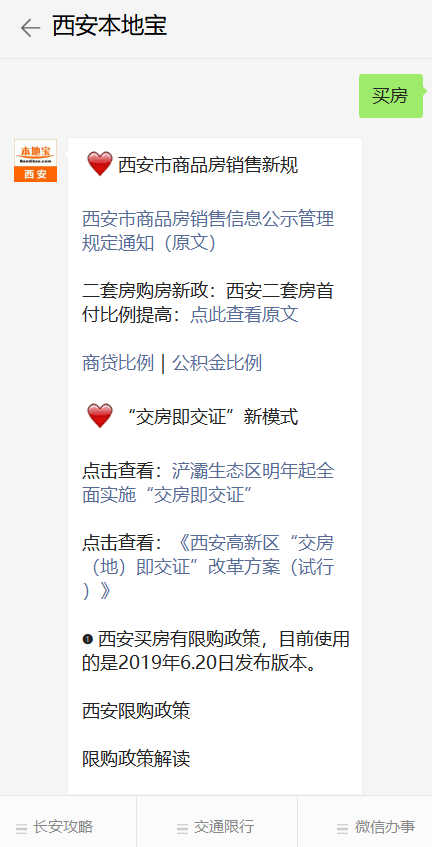 西安本地宝
买房
本地宝
Bendibao.com
西安
西安市商品房销售新规
西安市商品房销售信息公示管理
规定通知（原文）
二套房购房新政：西安二套房首
付比例提高：点此查看原文
商贷比例 | 公积金比例
“交房即交证”新模式
点击查看：浐灞生态区明年起全
面实施“交房即交证”
点击查看：《西安高新区“交房
（地）即交证”改革方案（试行
）》
❶ 西安买房有限购政策，目前使用
的是2019年6.20日发布版本。
西安限购政策
限购政策解读
长安攻略
交通限行
微信办事